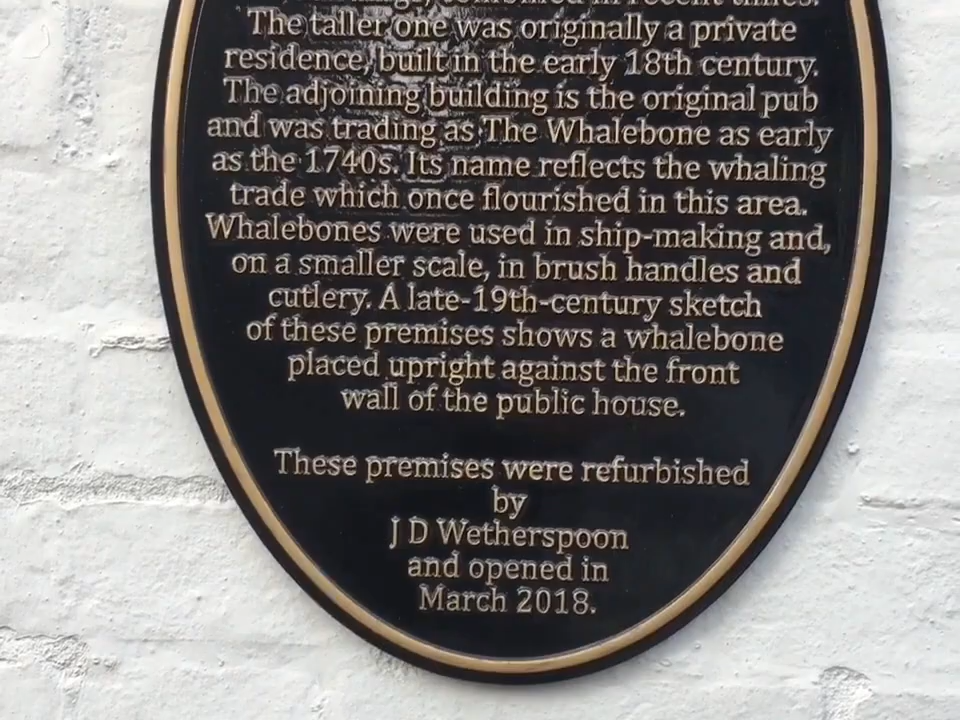 combined in recent times.
The taller one was originally a private
residence, built in the early 18th century.
The adjoining building is the original pub
and was trading as The Whalebone as early
as the 1740s. Its name reflects the whaling
trade which once flourished in this area.
Whalebones were used in ship-making and,
on a smaller scale, in brush handles and
cutlery. A late-19th-century sketch
of these premises shows a whalebone
placed upright against the front
wall of the public house.
These premises were refurbished
by
J D Wetherspoon
and opened in
March 2018.